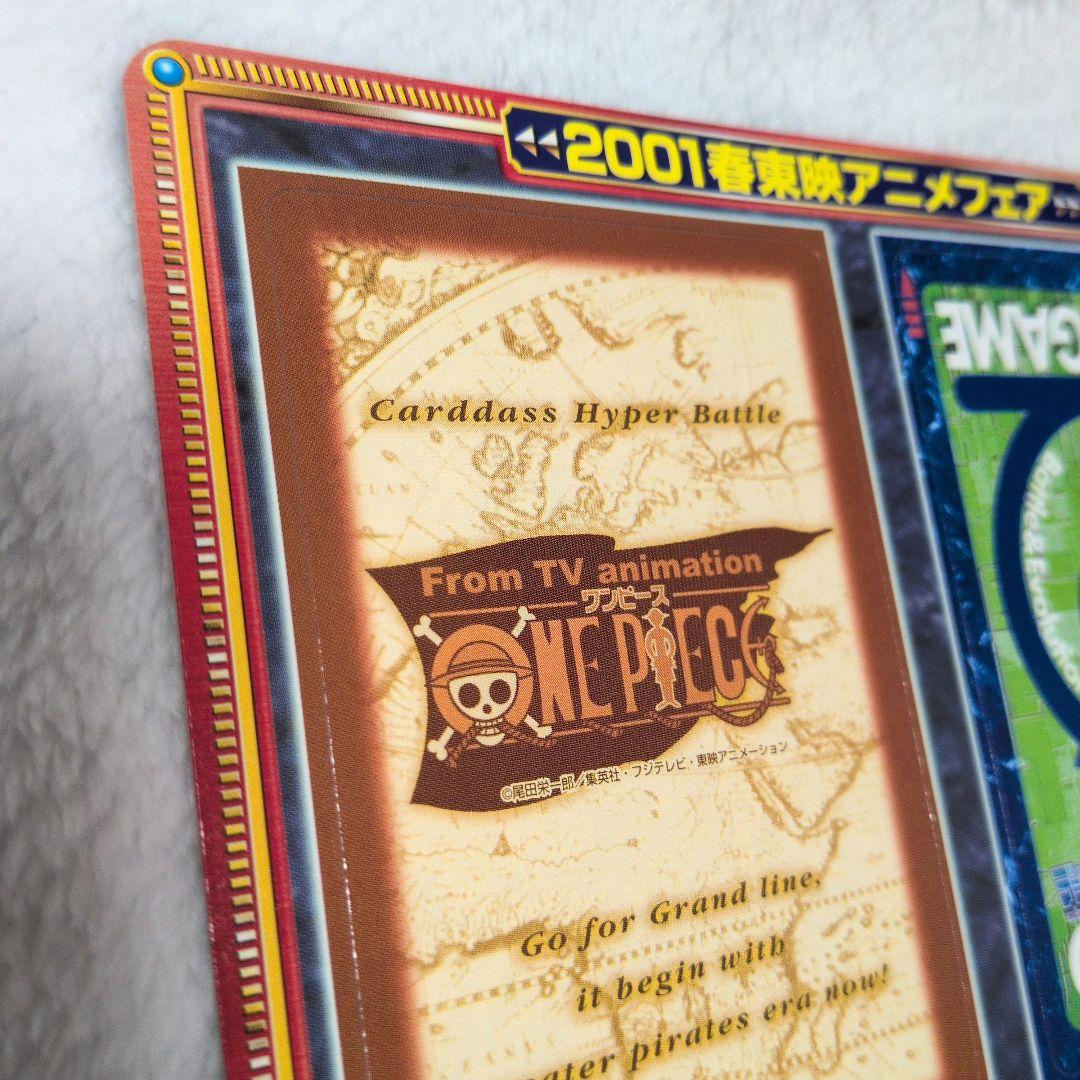 2001春東映アニメフェア
Carddass Hyper Battle
From TV animation
ワンピース
ONE PIECE
©尾田栄一郎/集英社・フジテレビ・東映アニメーション
Go for Grand line,
it begin with
pirates era now!
GAME
Battle &